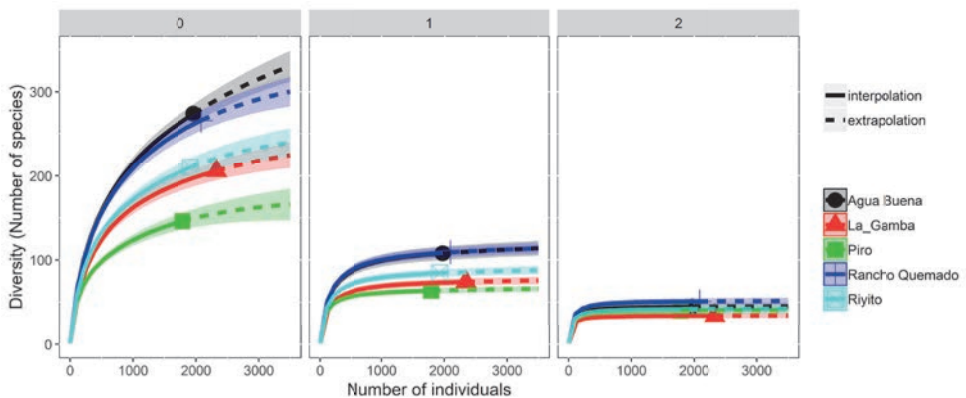 0 1 2
Diversity (Number of species)
300
200
100
0
0 1000 2000 3000 0 1000 2000 3000 0 1000 2000 3000
Number of individuals
interpolation
extrapolation
Agua Buena
La_Gamba
Piro
Rancho Quemado
Riyito